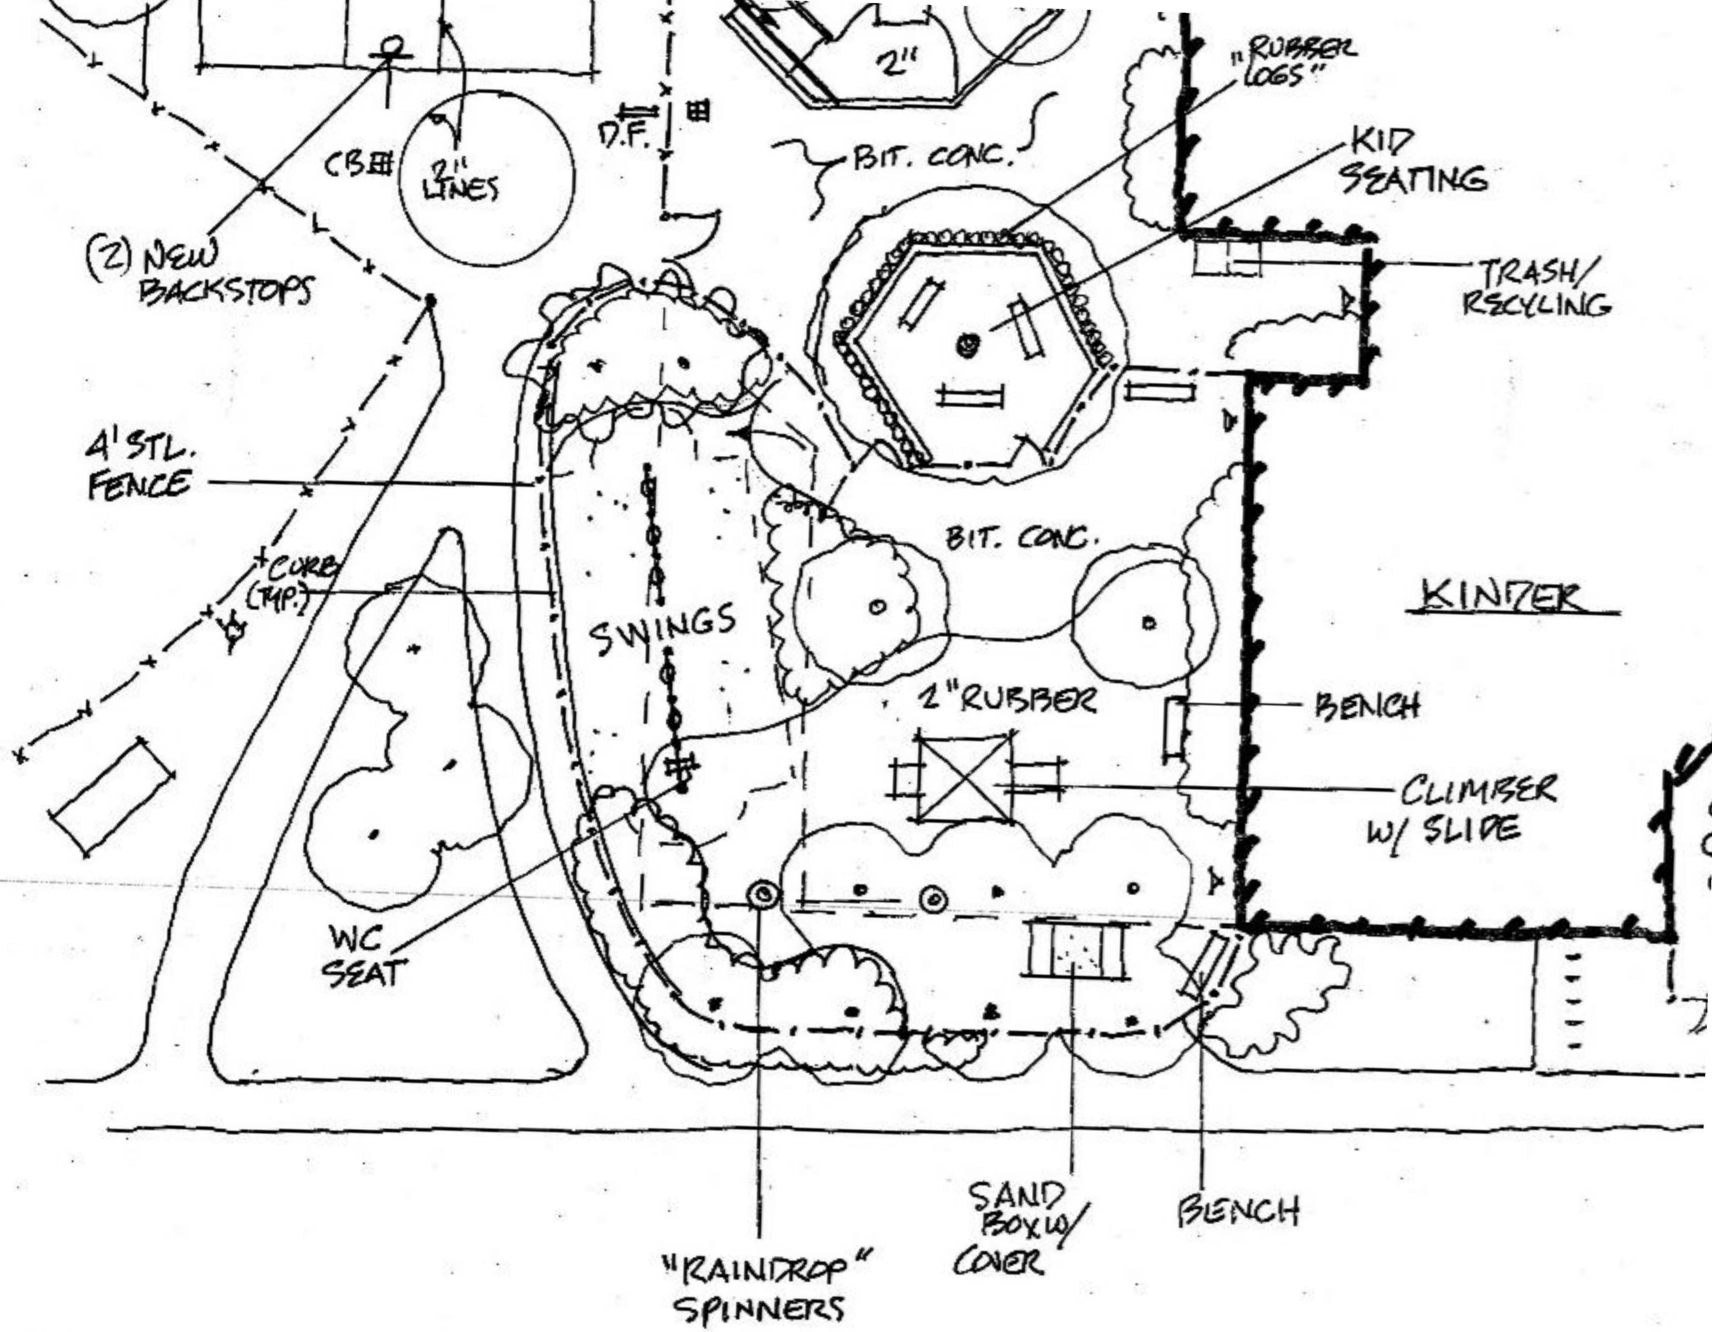 2"
"RUBBER
LOGS"
D.F.
BIT. CONC.
KID
SEATING
CB
2"
LINES
(2) NEW
BACKSTOPS
TRASH/
RECYLING
4' STL.
FENCE
BIT. CONC.
CURB
(TYP.)
SWINGS
KINDER
2" RUBBER
BENCH
CLIMBER
W/ SLIDE
WC
SEAT
SAND
BOX W/
COVER
BENCH
"RAINDROP"
SPINNERS